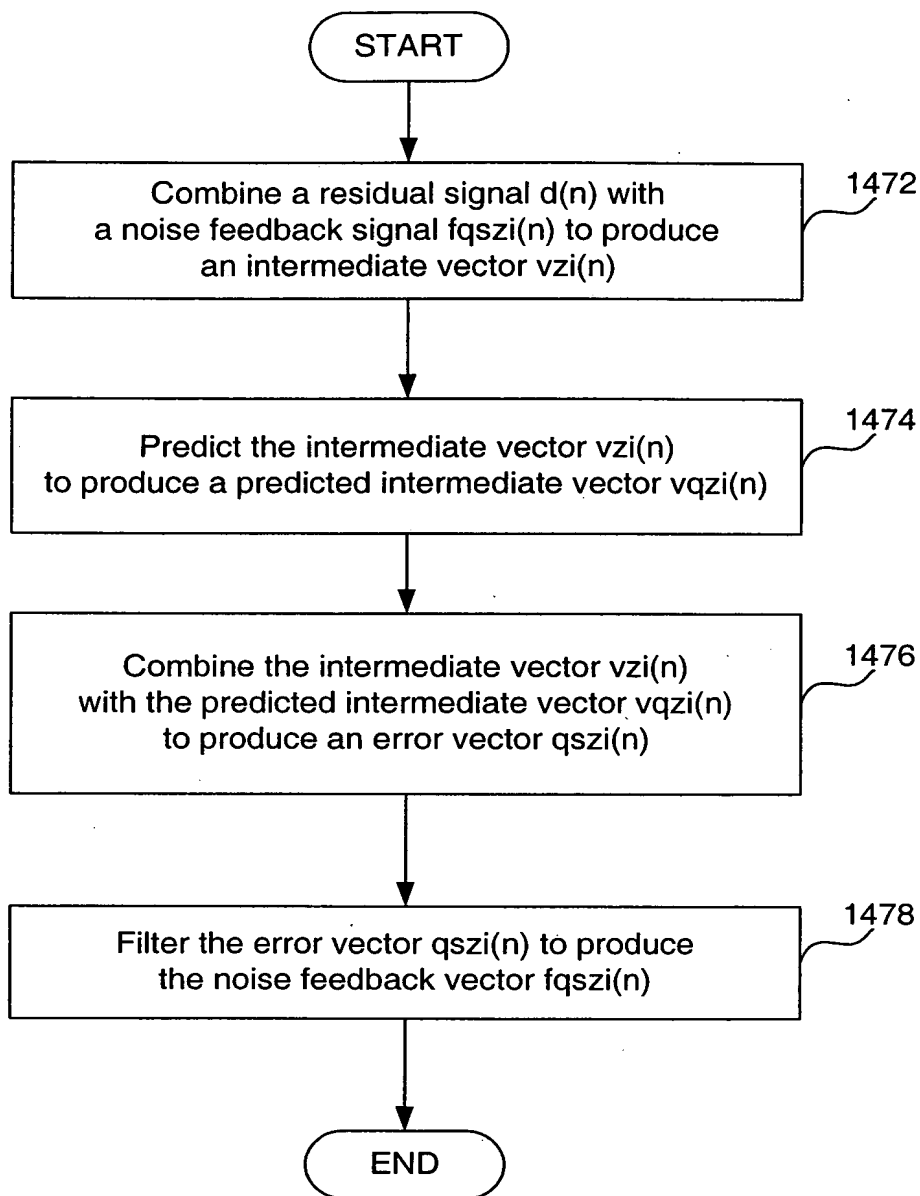 START
Combine a residual signal d(n) with
a noise feedback signal fqszi(n) to produce
an intermediate vector vzi(n)
1472
Predict the intermediate vector vzi(n)
to produce a predicted intermediate vector vqzi(n)
1474
Combine the intermediate vector vzi(n)
with the predicted intermediate vector vqzi(n)
to produce an error vector qszi(n)
1476
Filter the error vector qszi(n) to produce
the noise feedback vector fqszi(n)
1478
END